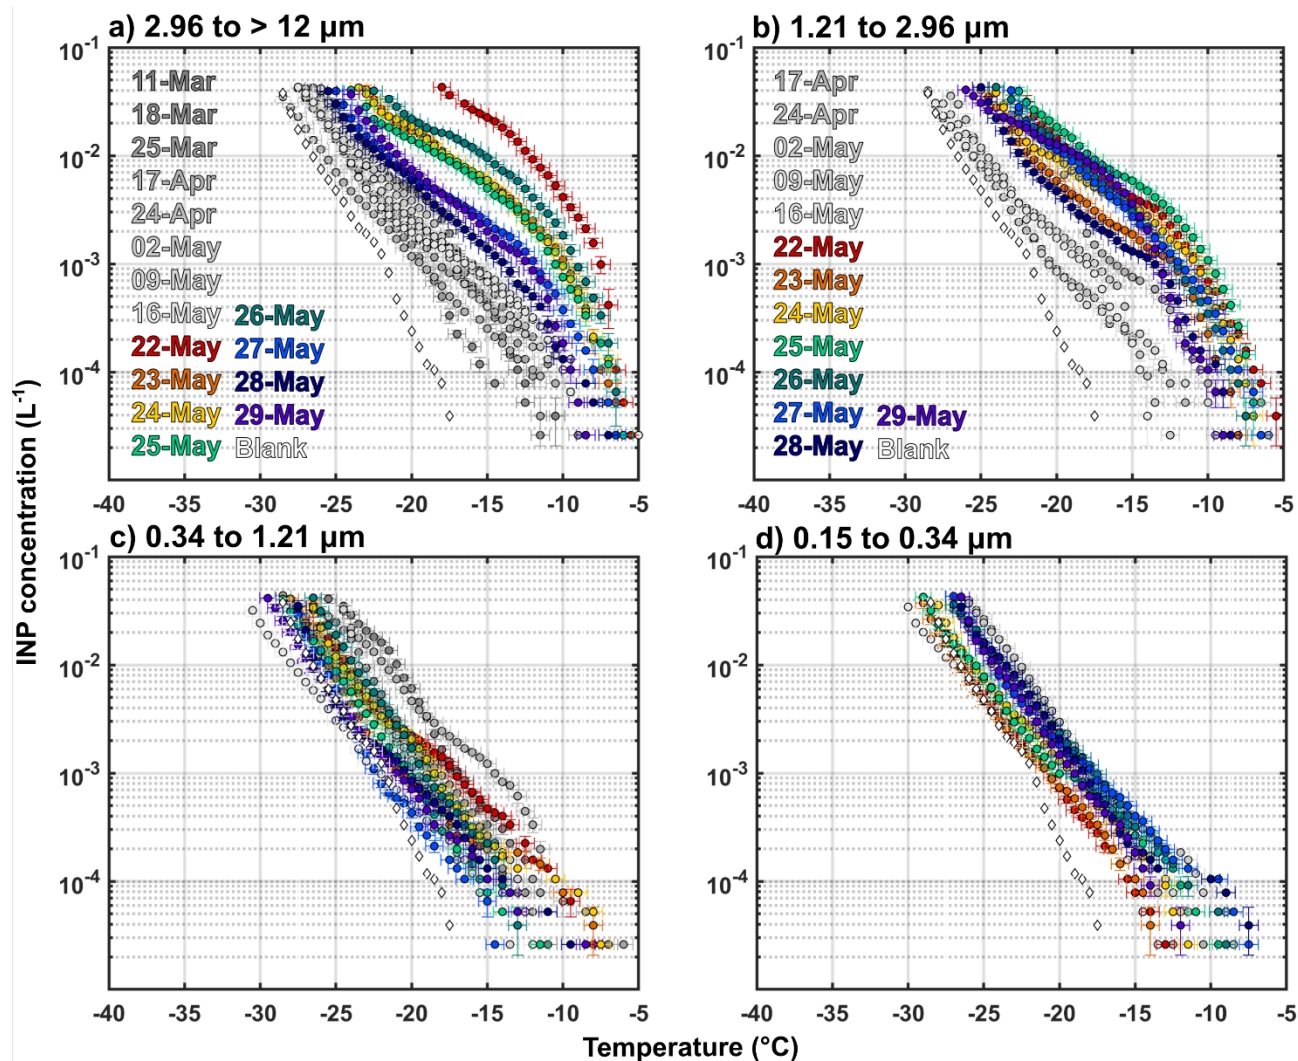 a) 2.96 to > 12 µm
b) 1.21 to 2.96 µm
10⁻¹
10⁻²
10⁻³
10⁻⁴
11-Mar
18-Mar
25-Mar
17-Apr
24-Apr
02-May
09-May
16-May
22-May
23-May
24-May
25-May
26-May
27-May
28-May
29-May
Blank
-40 -35 -30 -25 -20 -15 -10 -5
10⁻¹
10⁻²
10⁻³
10⁻⁴
17-Apr
24-Apr
02-May
09-May
16-May
22-May
23-May
24-May
25-May
26-May
27-May
28-May
29-May
Blank
-40 -35 -30 -25 -20 -15 -10 -5
INP concentration (L⁻¹)
c) 0.34 to 1.21 µm
d) 0.15 to 0.34 µm
10⁻¹
10⁻²
10⁻³
10⁻⁴
-40 -35 -30 -25 -20 -15 -10 -5
10⁻¹
10⁻²
10⁻³
10⁻⁴
-40 -35 -30 -25 -20 -15 -10 -5
Temperature (°C)